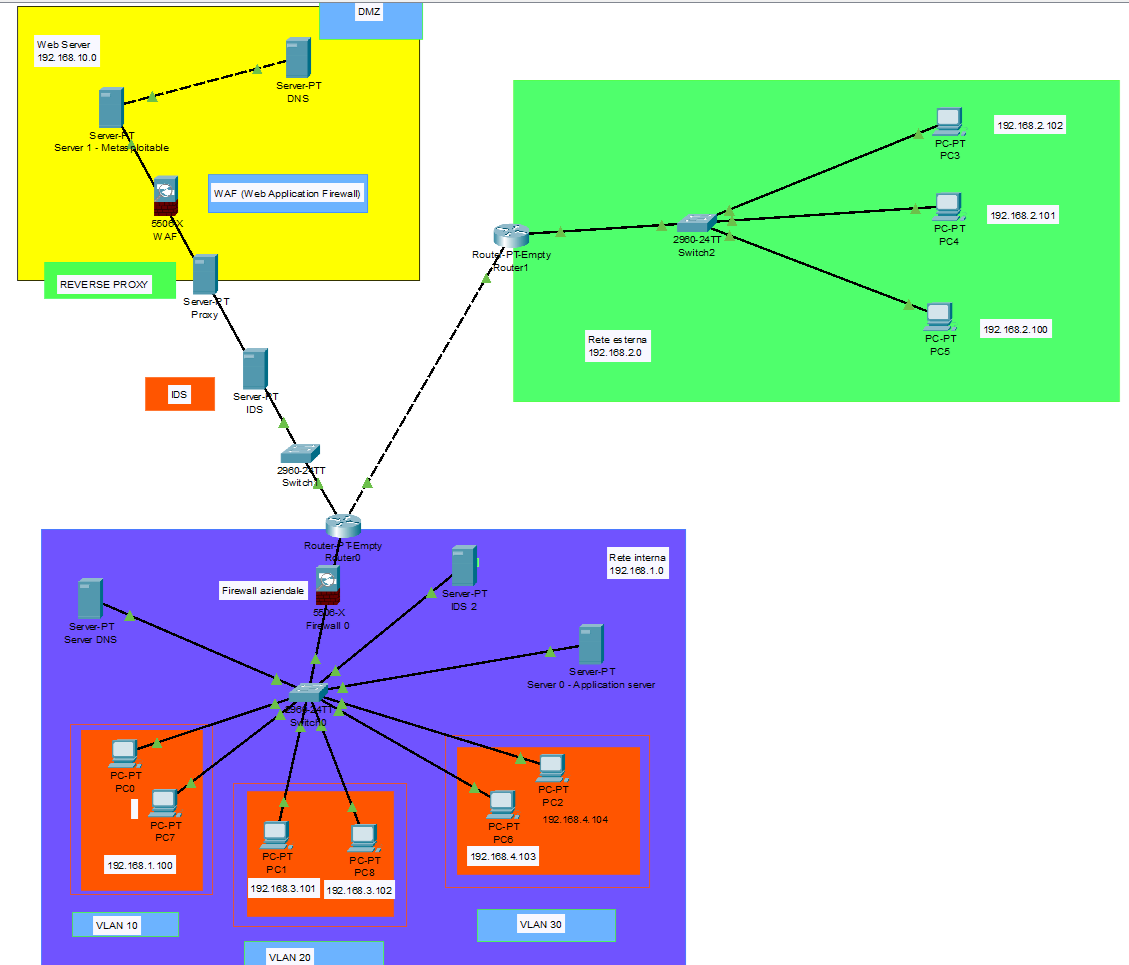 DMZ
Web Server
192.168.10.0
Server-PT
DNS
Server-PT
Server 1 - Metasploitable
WAF (Web Application Firewall)
5506-X
WAF
REVERSE PROXY
Server-PT
Proxy
IDS
Server-PT
IDS
2960-24TT
Switch1
Router-PT-Empty
Router1
2960-24TT
Switch2
PC-PT
PC3
192.168.2.102
PC-PT
PC4
192.168.2.101
PC-PT
PC5
192.168.2.100
Rete esterna
192.168.2.0
Router-PT-Empty
Router0
Rete interna
192.168.1.0
Firewall aziendale
5506-X
Firewall 0
Server-PT
IDS 2
Server-PT
Server DNS
Server-PT
Server 0 - Application server
2960-24TT
Switch0
PC-PT
PC0
PC-PT
PC7
192.168.1.100
VLAN 10
PC-PT
PC1
192.168.3.101
PC-PT
PC8
192.168.3.102
VLAN 20
PC-PT
PC2
192.168.4.104
PC-PT
PC6
192.168.4.103
VLAN 30